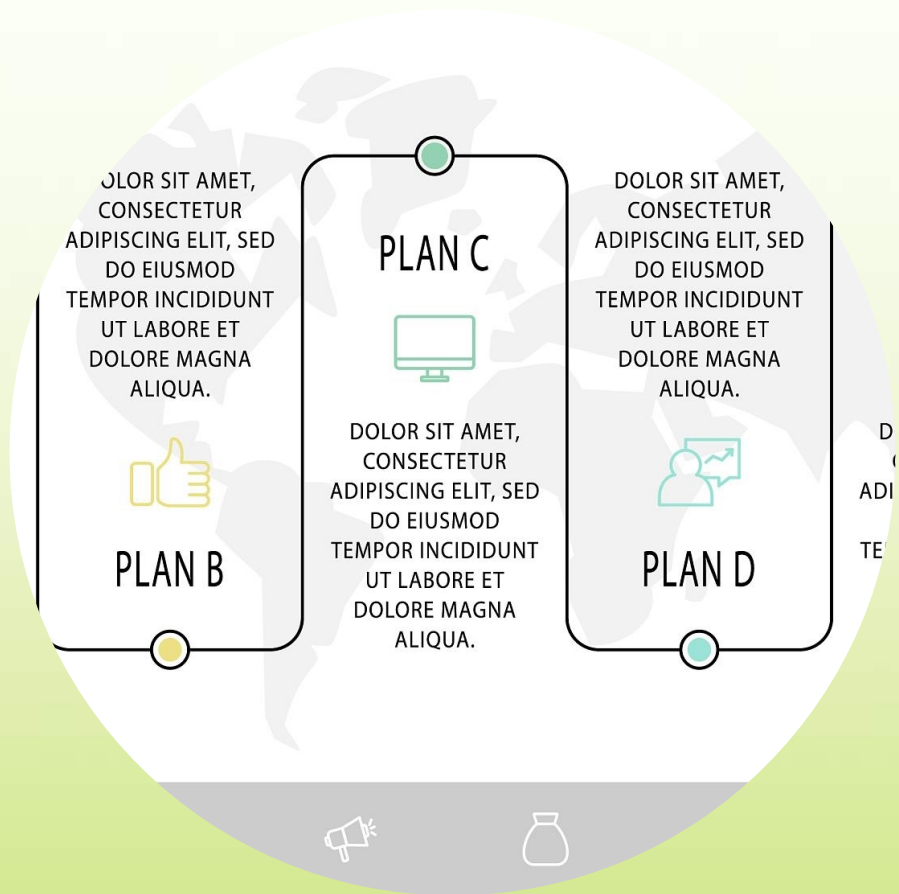 OLOR SIT AMET,
CONSECTETUR
ADIPISCING ELIT, SED
DO EIUSMOD
TEMPOR INCIDIDUNT
UT LABORE ET
DOLORE MAGNA
ALIQUA.
PLAN B
PLAN C
DOLOR SIT AMET,
CONSECTETUR
ADIPISCING ELIT, SED
DO EIUSMOD
TEMPOR INCIDIDUNT
UT LABORE ET
DOLORE MAGNA
ALIQUA.
DOLOR SIT AMET,
CONSECTETUR
ADIPISCING ELIT, SED
DO EIUSMOD
TEMPOR INCIDIDUNT
UT LABORE ET
DOLORE MAGNA
ALIQUA.
PLAN D
D
ADI
TE